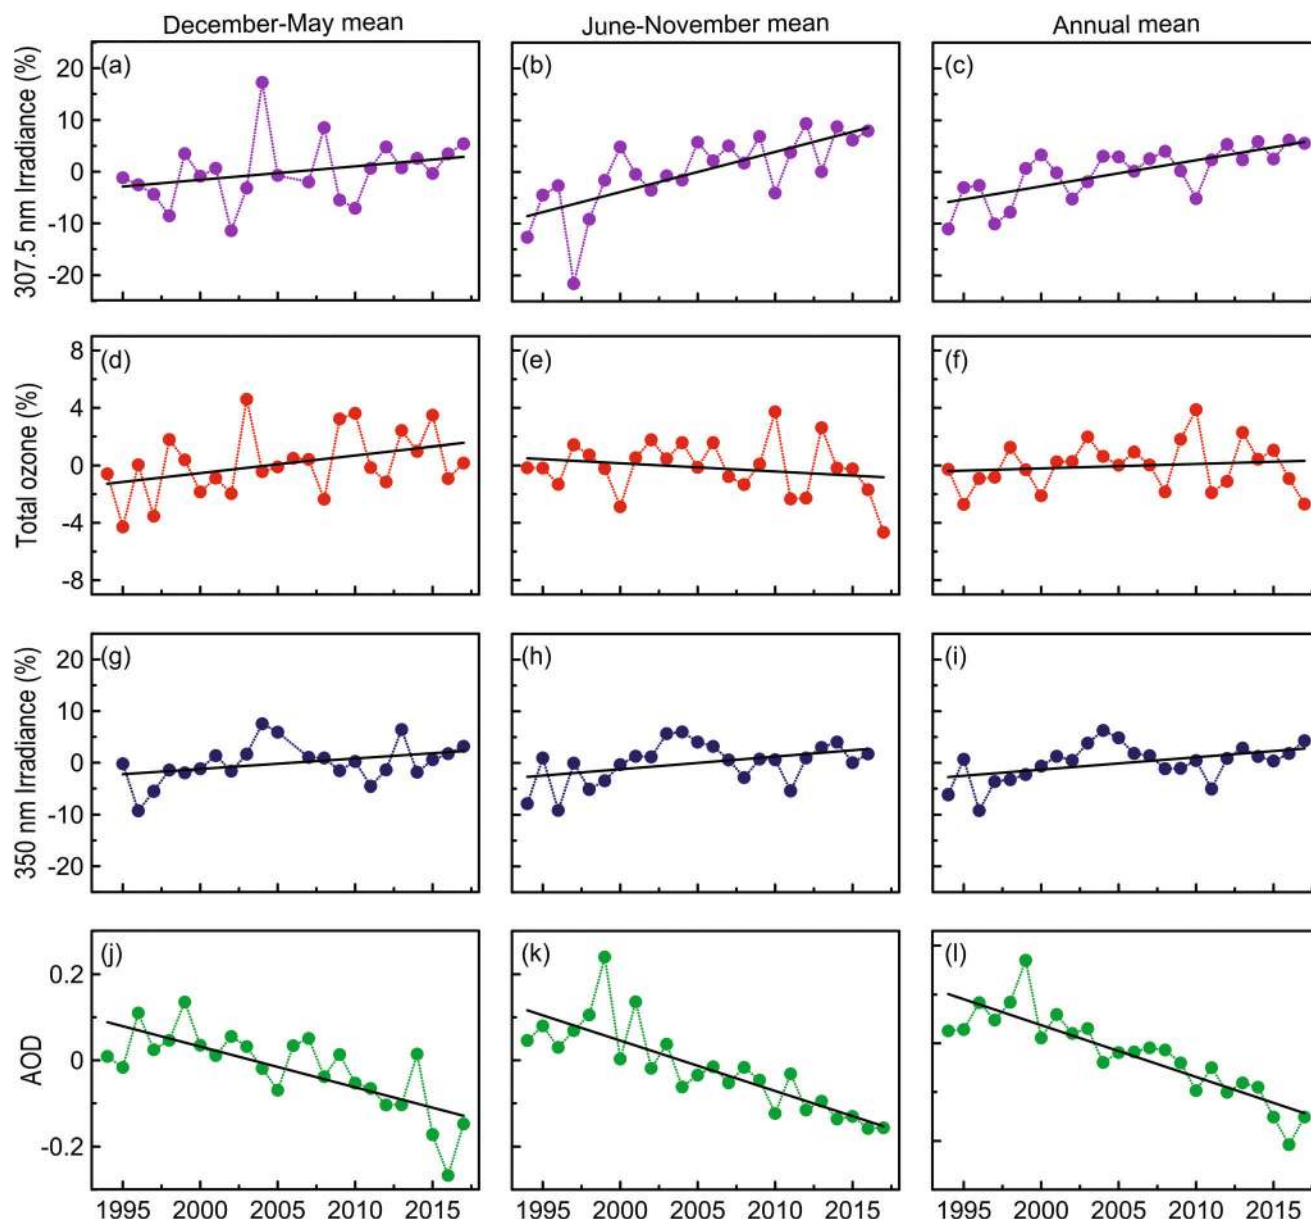 December-May mean
June-November mean
Annual mean
307.5 nm Irradiance (%)
20
10
0
-10
-20
(a)
(b)
(c)
Total ozone (%)
8
4
0
-4
-8
(d)
(e)
(f)
350 nm Irradiance (%)
20
10
0
-10
-20
(g)
(h)
(i)
AOD
0.2
0
-0.2
(j)
(k)
(l)
1995 2000 2005 2010 2015
1995 2000 2005 2010 2015
1995 2000 2005 2010 2015